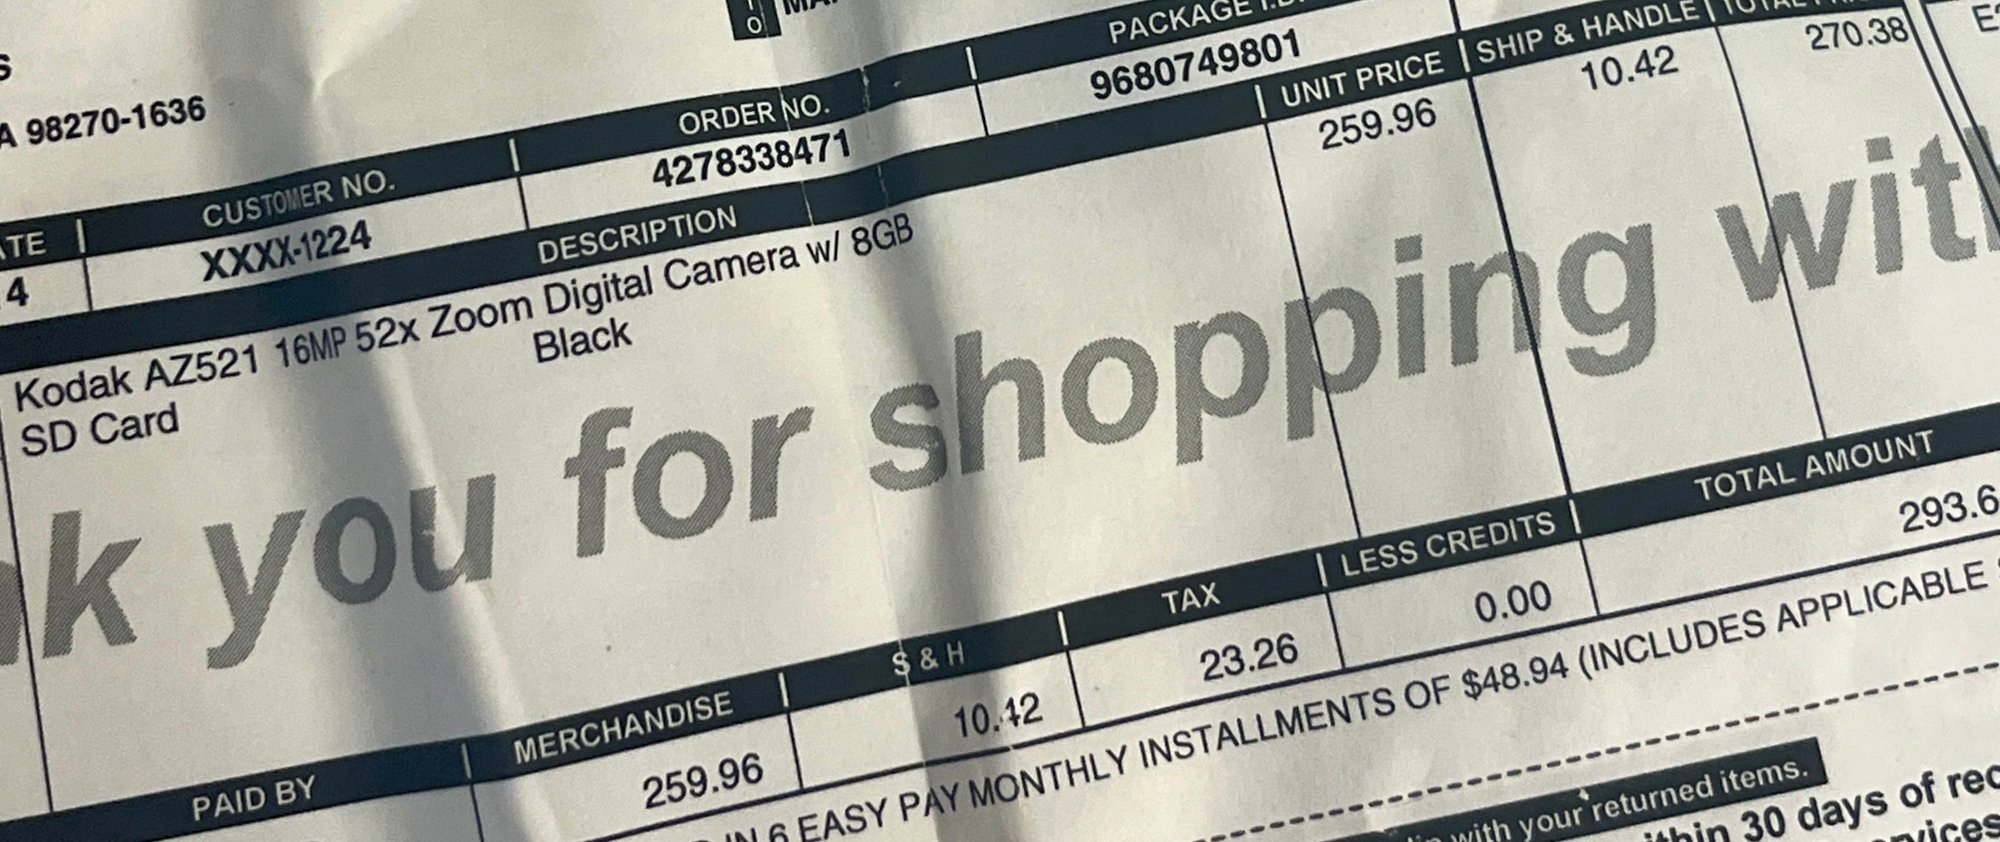 TO
98270-1636
PACKAGE
SHIP & HANDLE
ORDER NO.
9680749801
UNIT PRICE
10.42
270.38
CUSTOMER NO.
4278338471
259.96
XXXX-1224
DESCRIPTION
4
Kodak AZ521 16MP 52x Zoom Digital Camera w/ 8GB
SD Card
Black
you for shopping
TOTAL AMOUNT
LESS CREDITS
TAX
0.00
S & H
23.26
MERCHANDISE
10.42
PAID BY
259.96
IN 6 EASY PAY MONTHLY INSTALLMENTS OF $48.94 (INCLUDES APPLICABLE
with your returned items.
30 days of